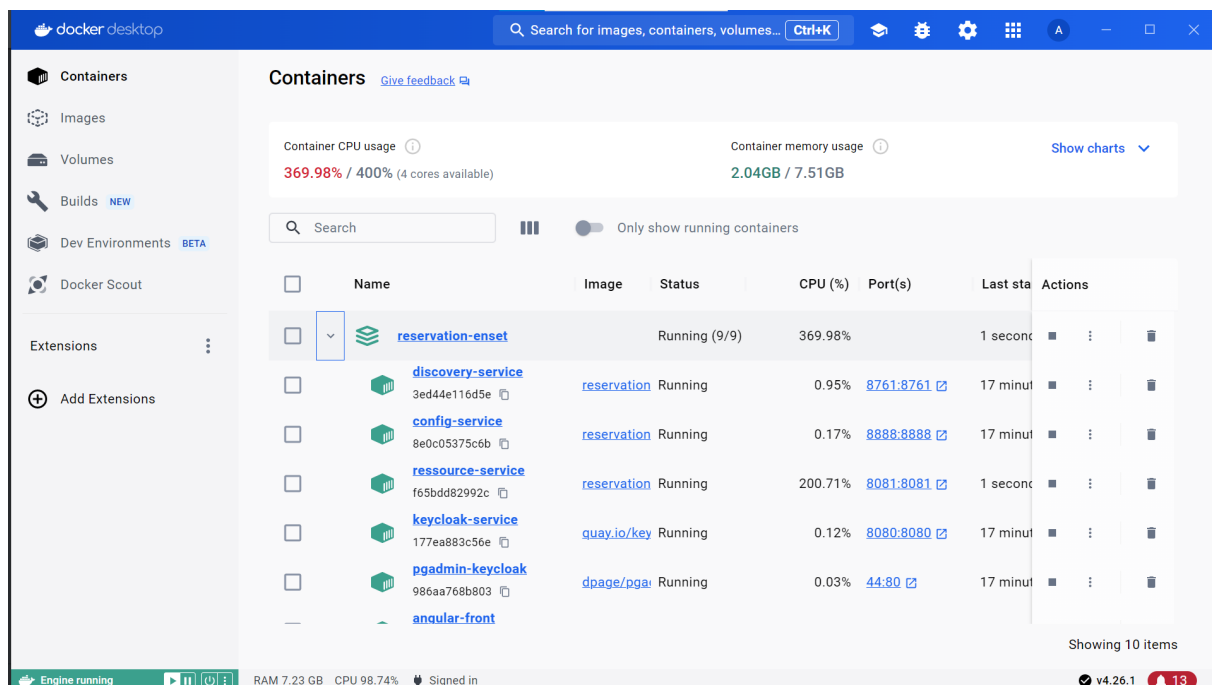 docker desktop Search for images, containers, volumes... Ctrl+K A
Containers
Images
Volumes
Builds NEW
Dev Environments BETA
Docker Scout
Extensions
Add Extensions
Containers Give feedback
Container CPU usage
369.98% / 400% (4 cores available)
Container memory usage
2.04GB / 7.51GB
Show charts
Search Only show running containers
Name Image Status CPU (%) Port(s) Last sta Actions
reservation-enset Running (9/9) 369.98% 1 second
discovery-service
3ed44e116d5e reservation Running 0.95% 8761:8761 17 minut
config-service
8e0c05375c6b reservation Running 0.17% 8888:8888 17 minut
ressource-service
f65bdd82992c reservation Running 200.71% 8081:8081 1 second
keycloak-service
177ea883c56e quay.io/key Running 0.12% 8080:8080 17 minut
pgadmin-keycloak
986aa768b803 dpage/pga Running 0.03% 44:80 17 minut
angular-front
Showing 10 items
Engine running RAM 7.23 GB CPU 98.74% Signed in v4.26.1 13